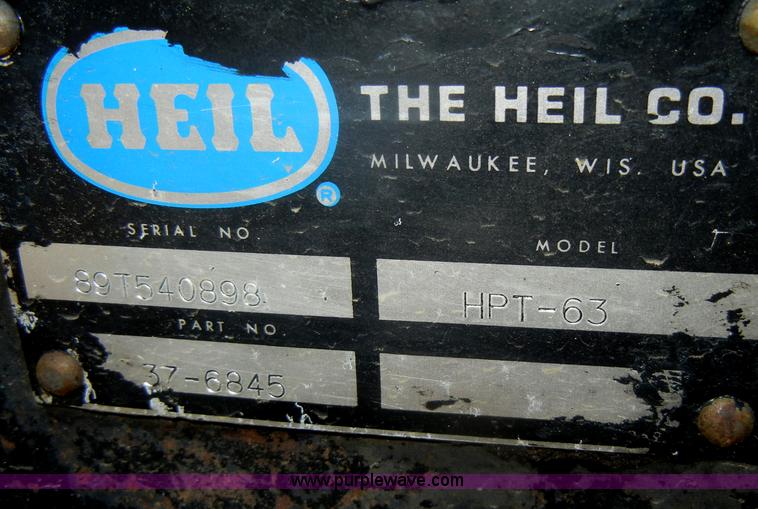 HEIL
®
THE HEIL CO.
MILWAUKEE, WIS. USA
SERIAL NO
MODEL
89T540898
HPT-63
PART NO.
37-6845
www.purplewave.com